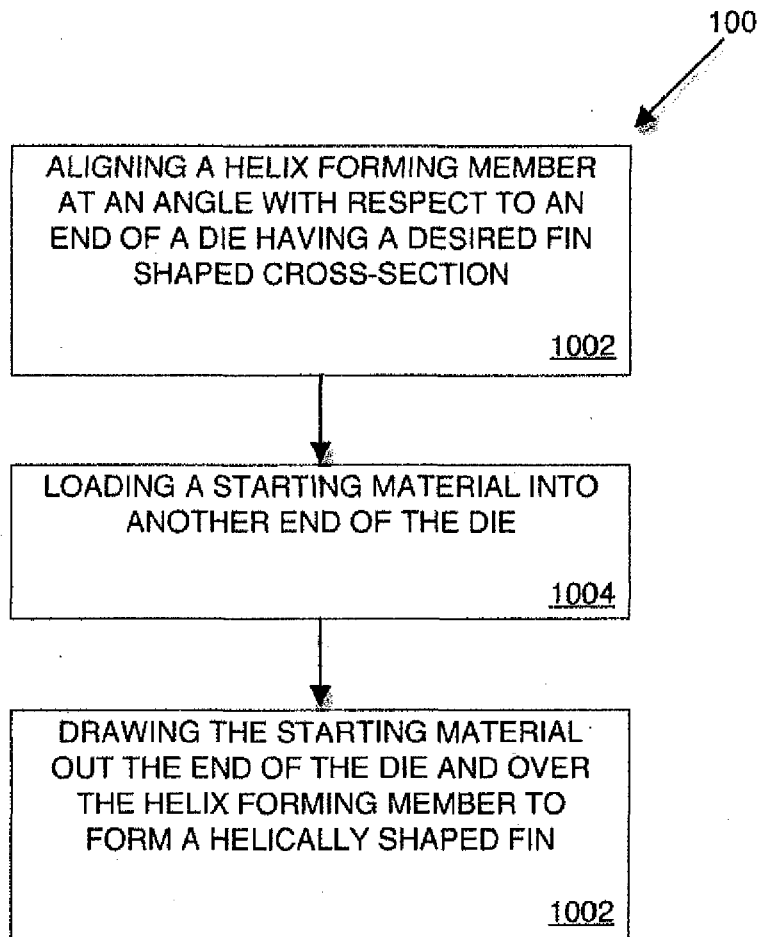 100
ALIGNING A HELIX FORMING MEMBER
AT AN ANGLE WITH RESPECT TO AN
END OF A DIE HAVING A DESIRED FIN
SHAPED CROSS-SECTION
1002
LOADING A STARTING MATERIAL INTO
ANOTHER END OF THE DIE
1004
DRAWING THE STARTING MATERIAL
OUT THE END OF THE DIE AND OVER
THE HELIX FORMING MEMBER TO
FORM A HELICALLY SHAPED FIN
1002